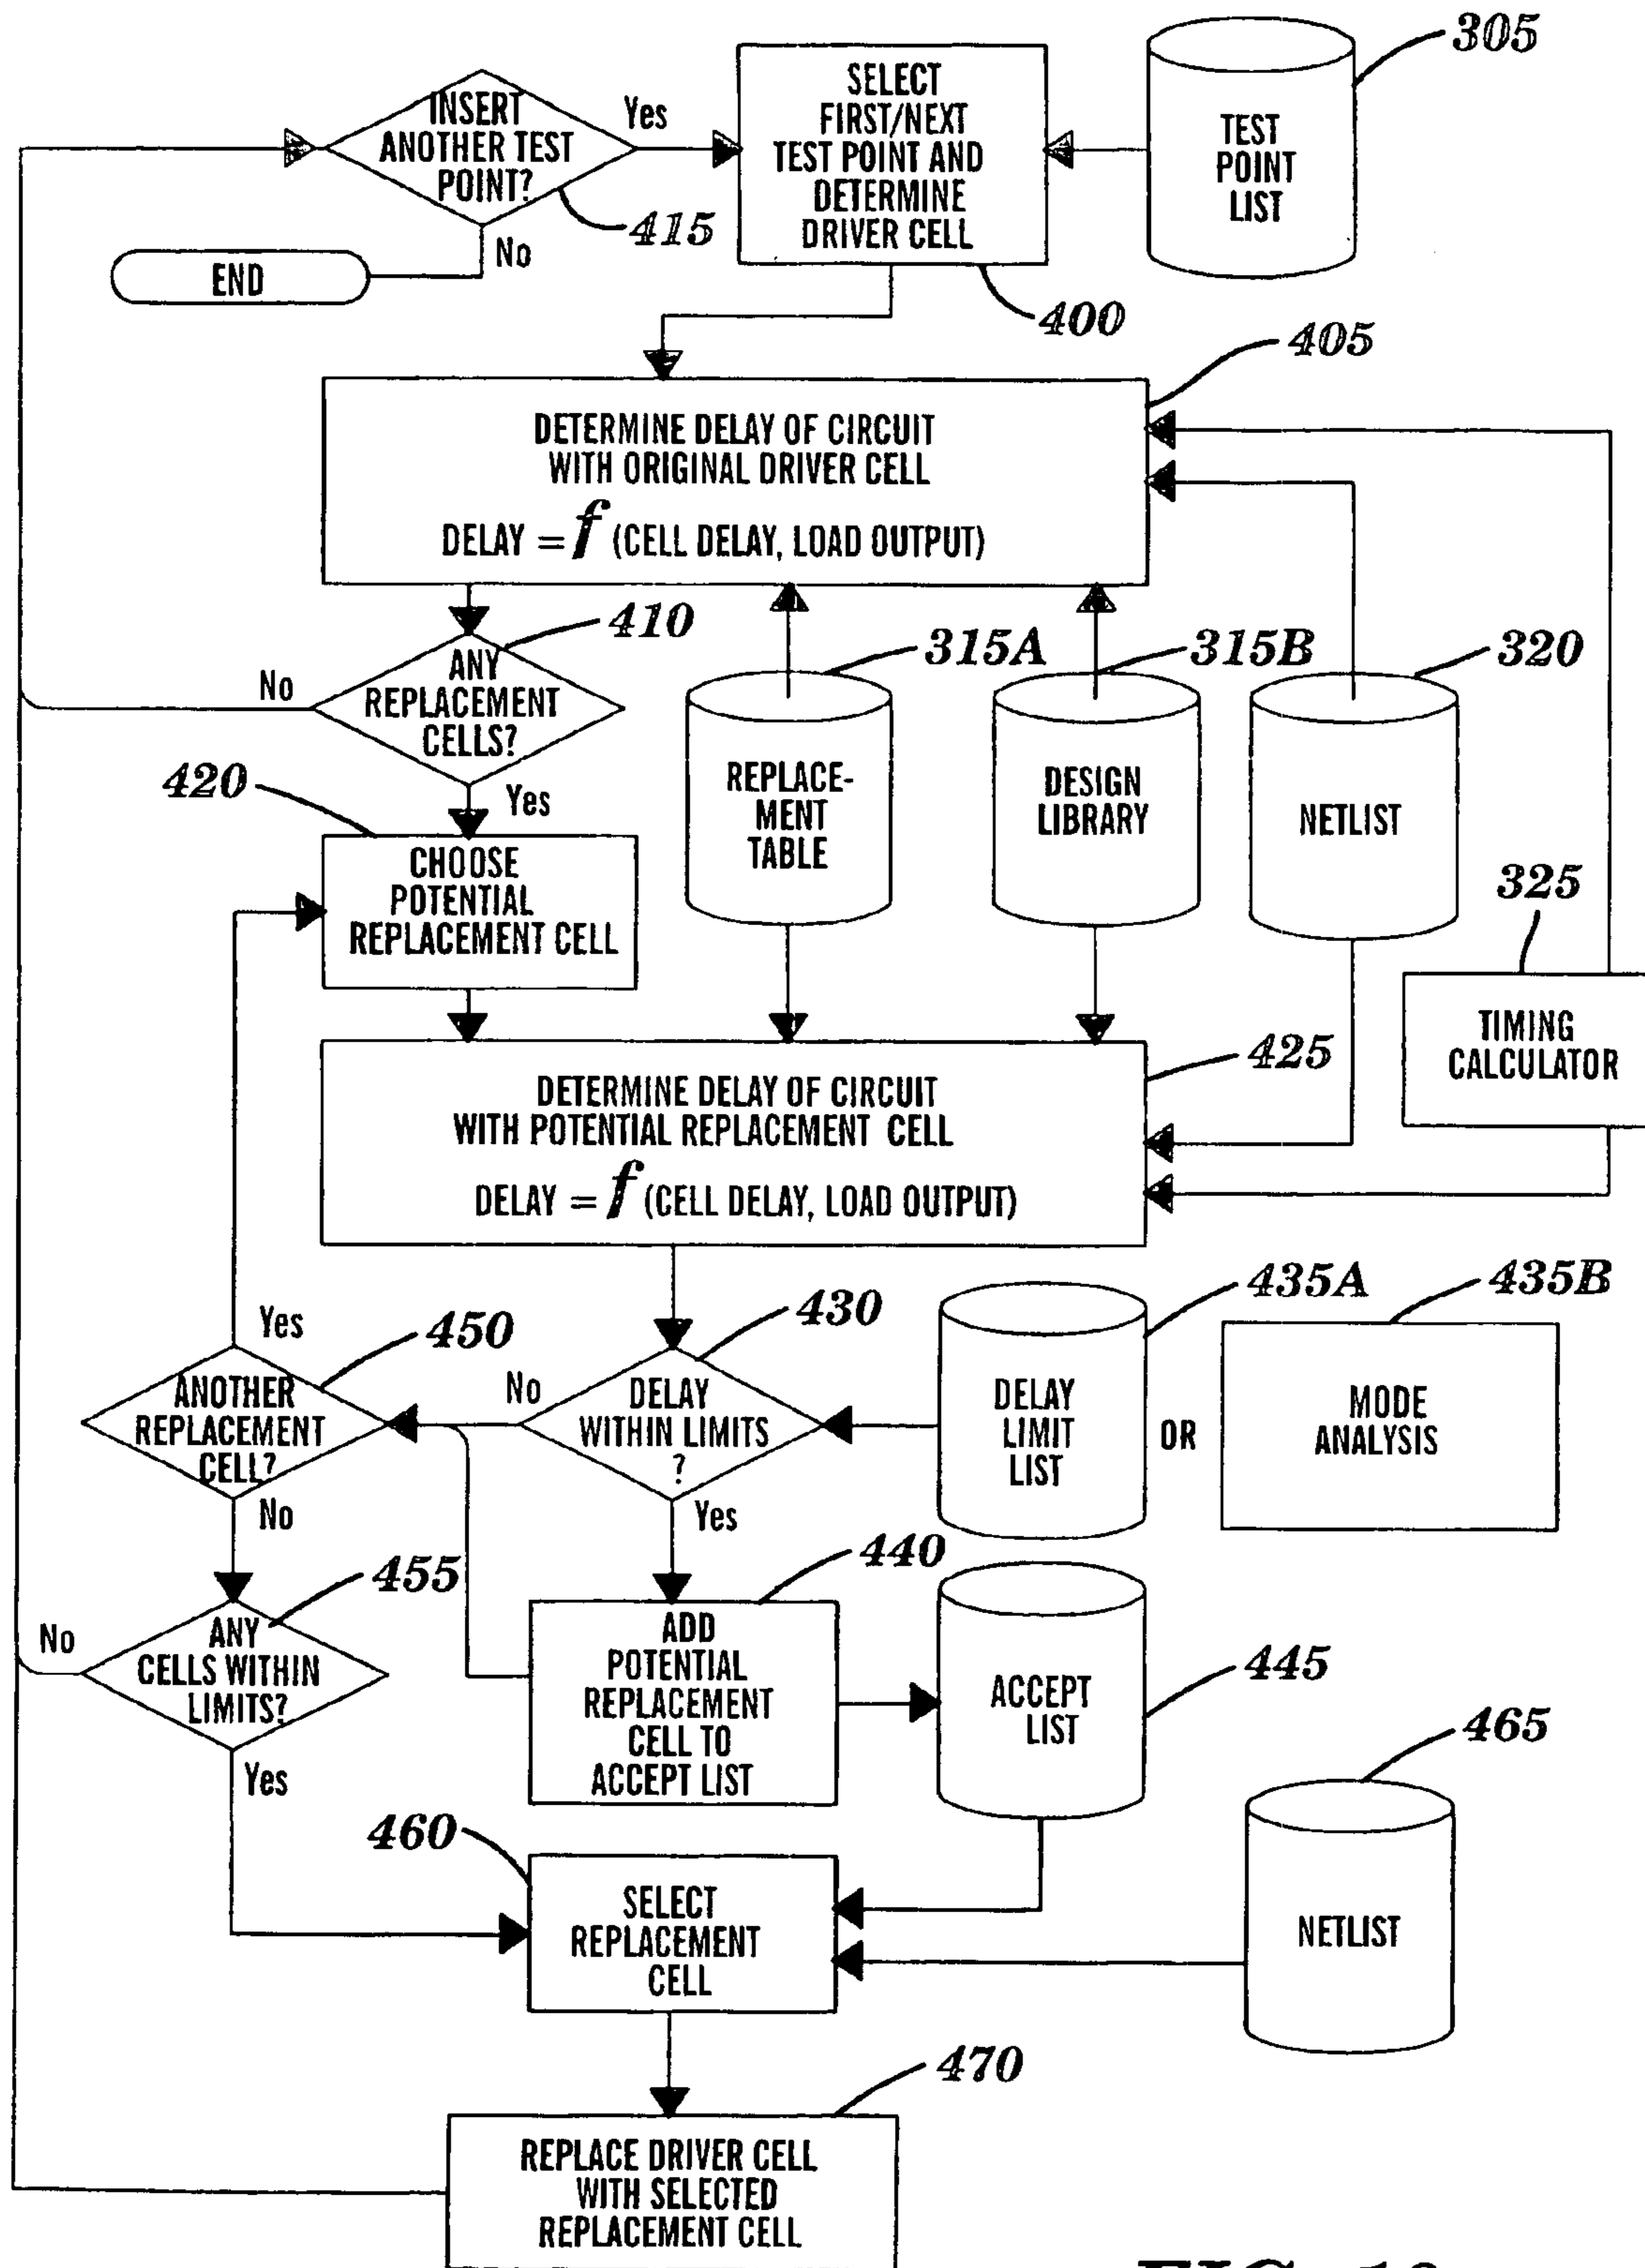 305
INSERT
ANOTHER TEST
POINT?
Yes
415
No
END
SELECT
FIRST/NEXT
TEST POINT AND
DETERMINE
DRIVER CELL
400
TEST
POINT
LIST
405
DETERMINE DELAY OF CIRCUIT
WITH ORIGINAL DRIVER CELL
DELAY = f (CELL DELAY, LOAD OUTPUT)
410
ANY
REPLACEMENT
CELLS?
No
Yes
315A
REPLACE-
MENT
TABLE
315B
DESIGN
LIBRARY
320
NETLIST
420
CHOOSE
POTENTIAL
REPLACEMENT CELL
325
TIMING
CALCULATOR
425
DETERMINE DELAY OF CIRCUIT
WITH POTENTIAL REPLACEMENT CELL
DELAY = f (CELL DELAY, LOAD OUTPUT)
430
DELAY
WITHIN LIMITS
?
No
Yes
435A
DELAY
LIMIT
LIST
OR
435B
MODE
ANALYSIS
450
ANOTHER
REPLACEMENT
CELL?
Yes
No
455
ANY
CELLS WITHIN
LIMITS?
No
Yes
440
ADD
POTENTIAL
REPLACEMENT
CELL TO
ACCEPT LIST
445
ACCEPT
LIST
465
NETLIST
460
SELECT
REPLACEMENT
CELL
470
REPLACE DRIVER CELL
WITH SELECTED
REPLACEMENT CELL